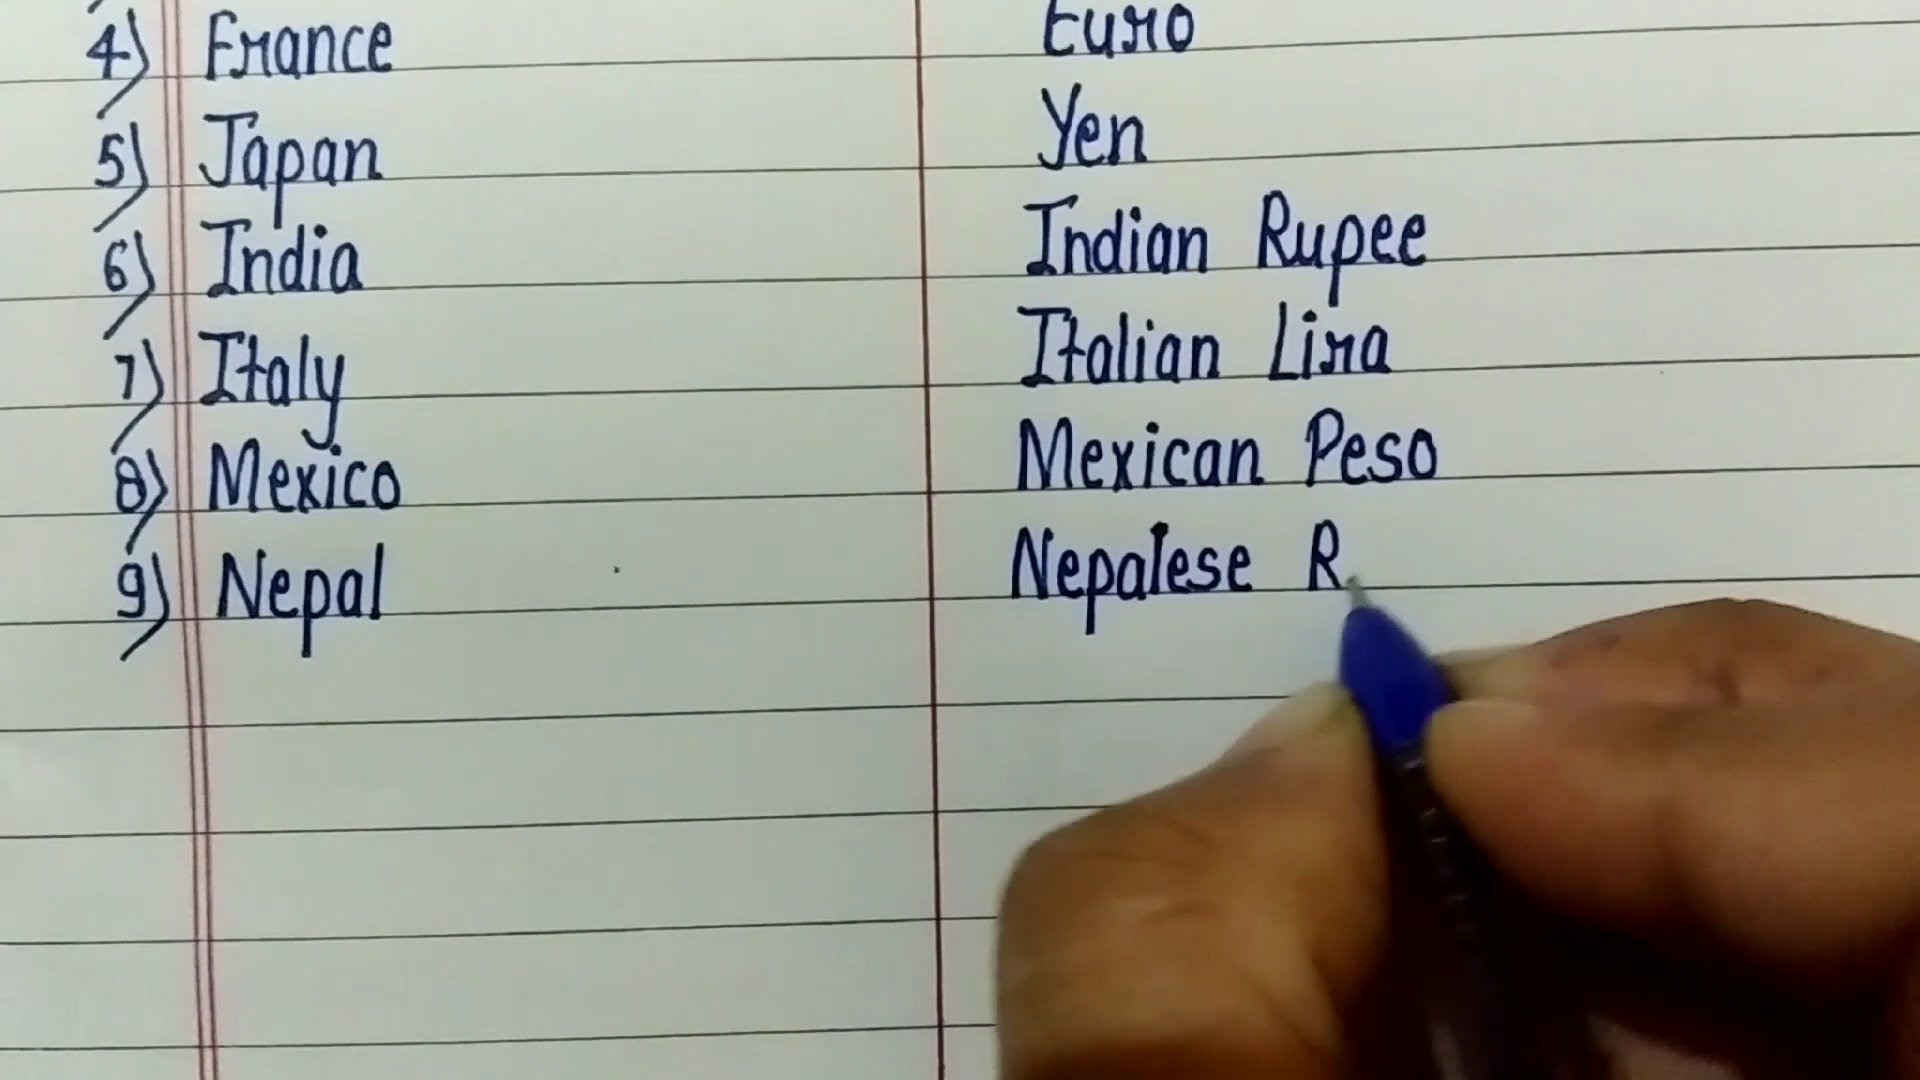 4) France Euro
5) Japan Yen
6) India Indian Rupee
7) Italy Italian Lira
8) Mexico Mexican Peso
9) Nepal Nepalese R